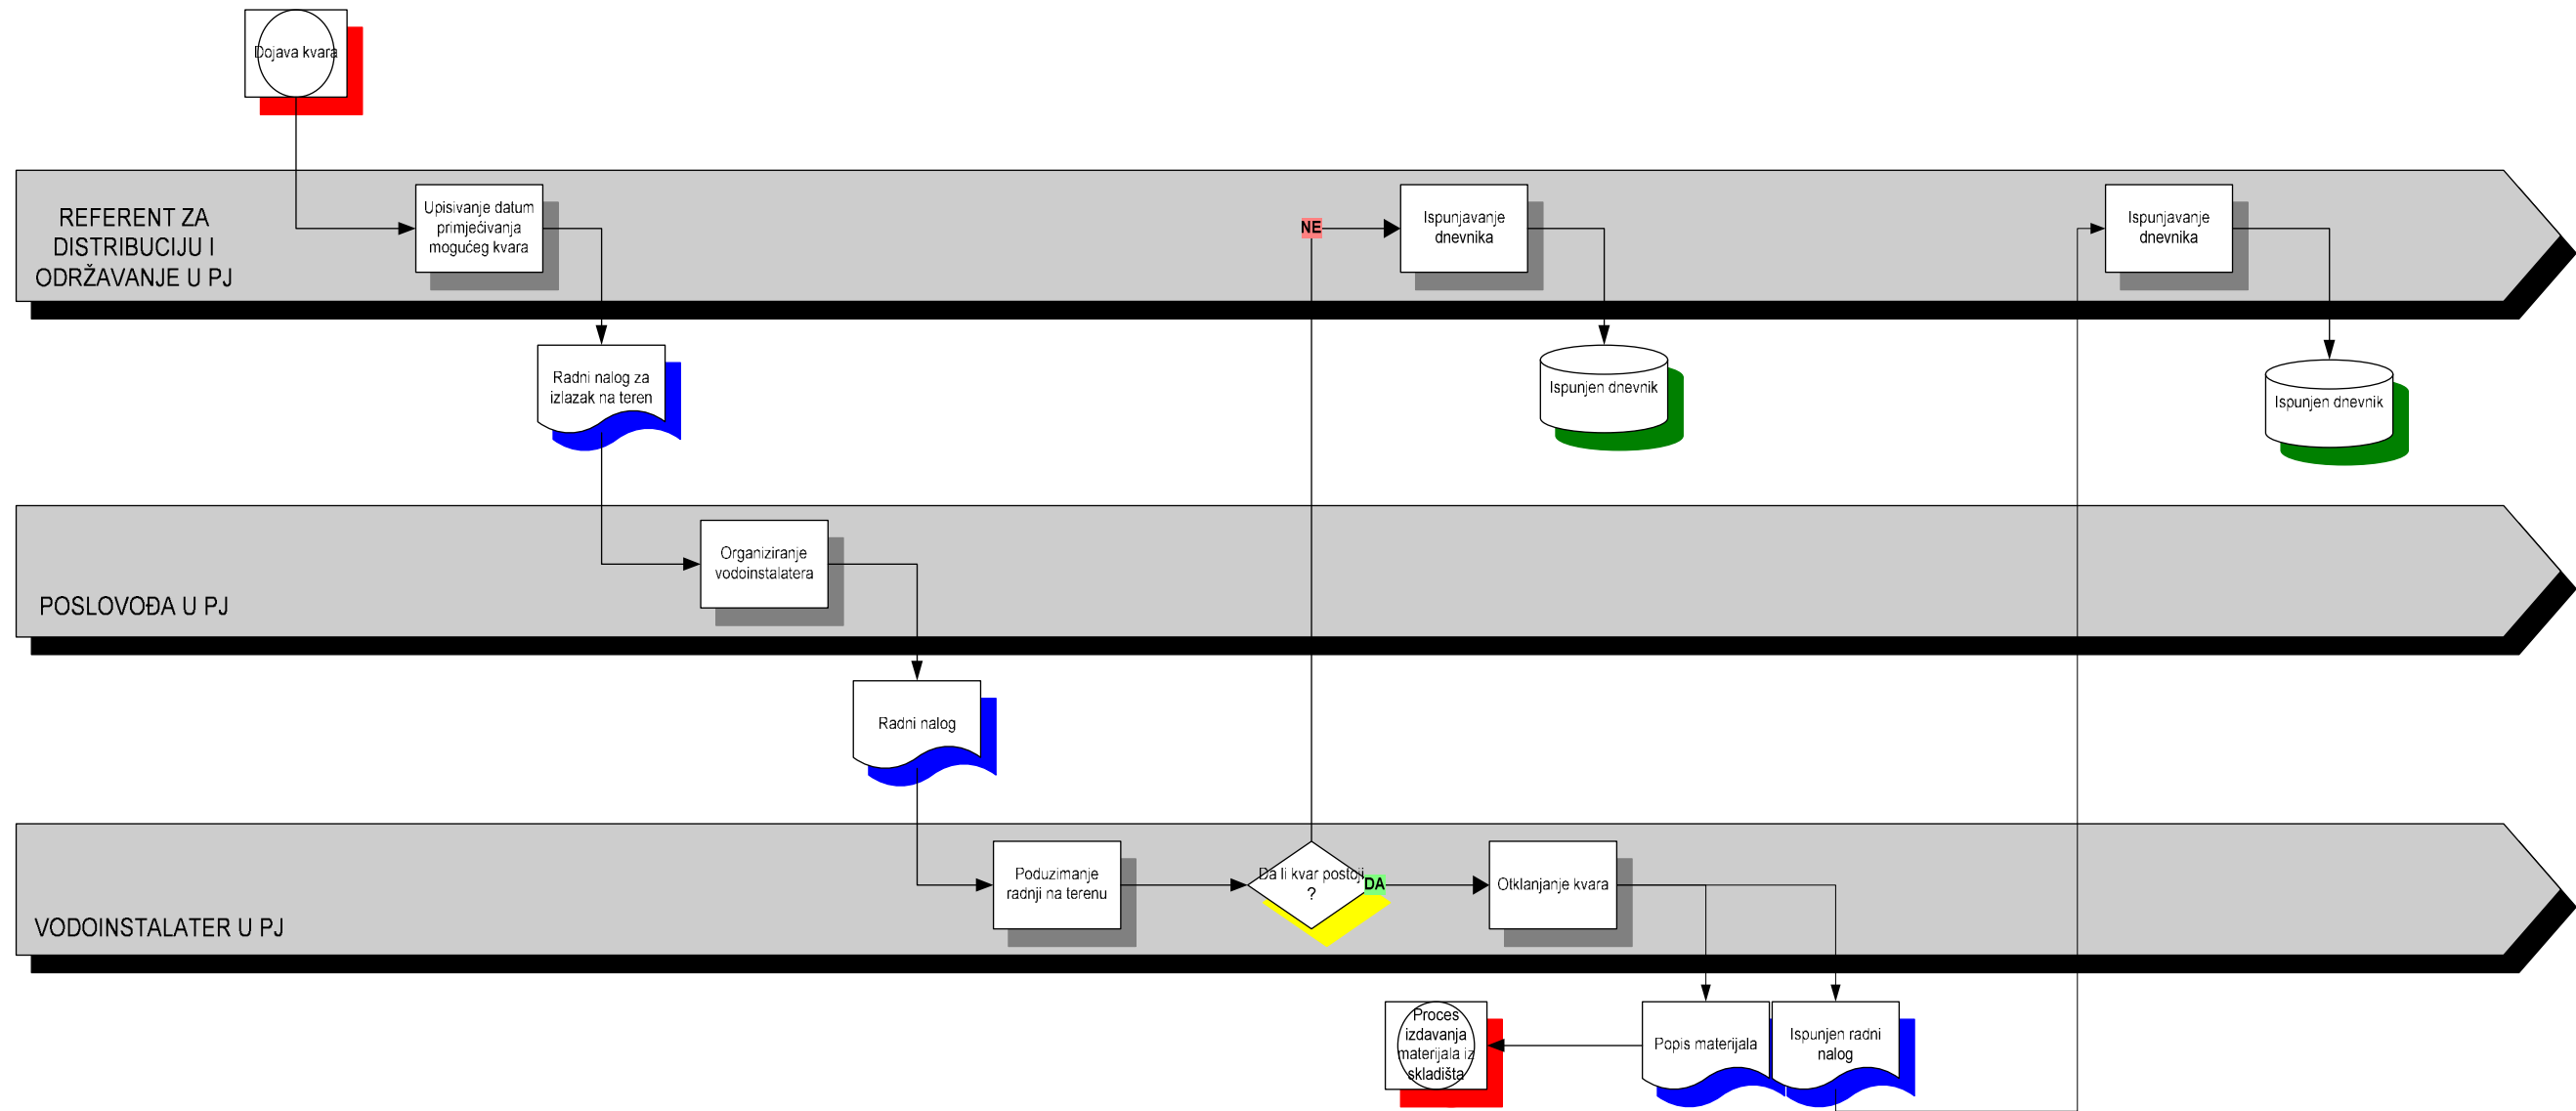 Dojava kvara
REFERENT ZA
DISTRIBUCIJU I
ODRŽAVANJE U PJ
Upisivanje datum
primjećivanja
mogućeg kvara
NE
Ispunjavanje
dnevnika
Ispunjavanje
dnevnika
Radni nalog za
izlazak na teren
Ispunjen dnevnik
Ispunjen dnevnik
POSLOVOĐA U PJ
Organiziranje
vodoinstalatera
Radni nalog
VODOINSTALATER U PJ
Poduzimanje
radnji na terenu
Da li kvar postoji
?
DA
Otklanjanje kvara
Proces
izdavanja
materijala iz
skladišta
Popis materijala
Ispunjen radni
nalog